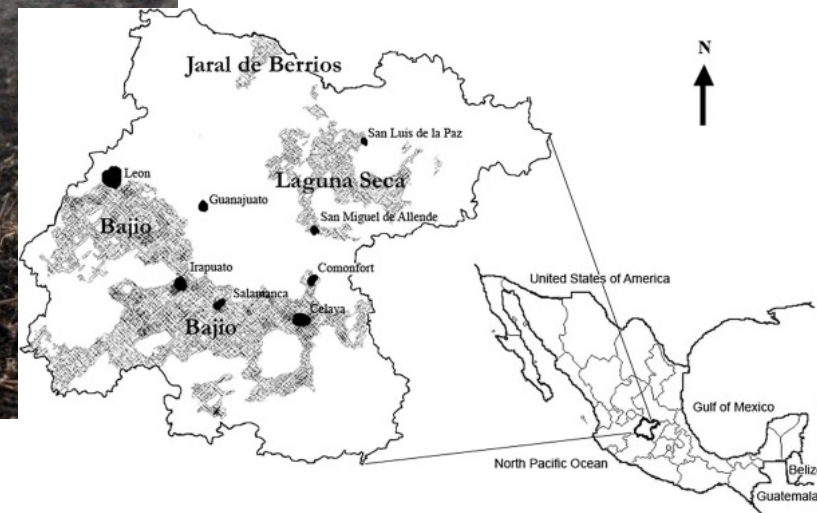 N
Jaral de Berrios
San Luis de la Paz
Leon
Laguna Seca
Guanajuato
San Miguel de Allende
Bajio
Irapuato
Comonfort
Salamanca
Celaya
Bajio
United States of America
Gulf of Mexico
North Pacific Ocean
Belize
Guatemala